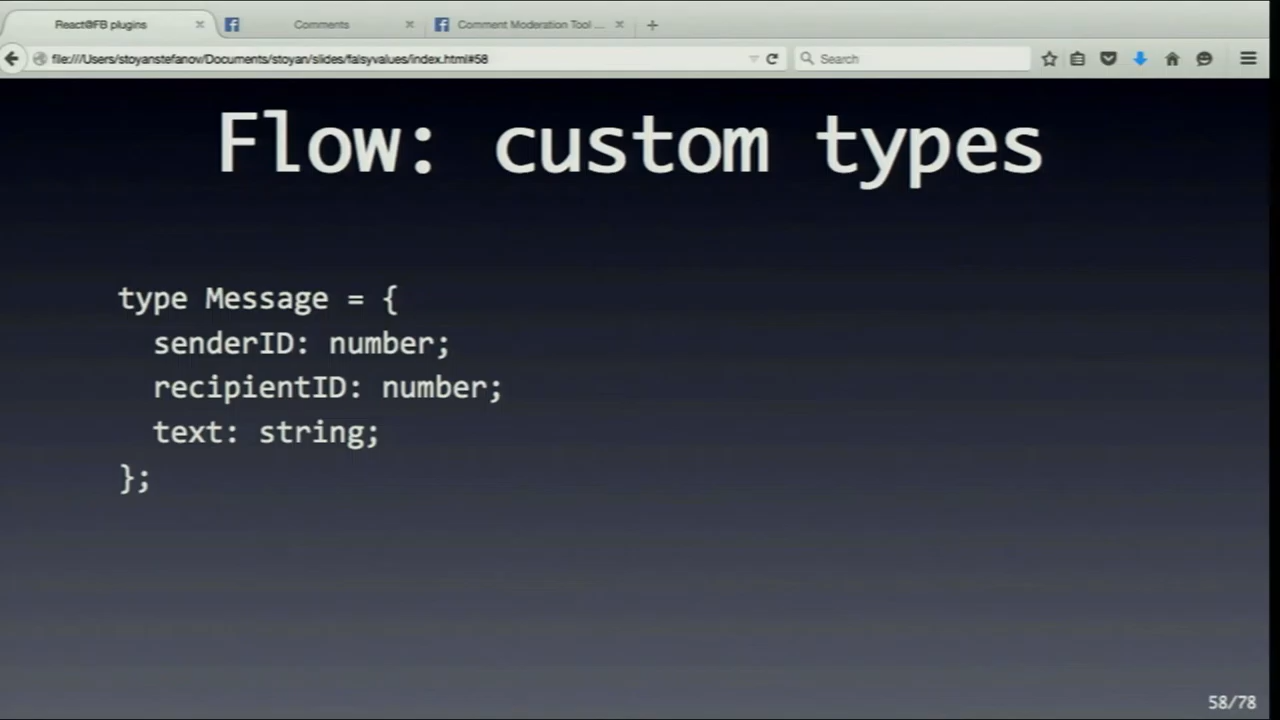 React@FB plugins
Comments
Comment Moderation Tool ...
file:///Users/stoyanstefanov/Documents/stoyan/slides/falsyvalues/index.html#58
Search
Flow: custom types
type Message = {
senderID: number;
recipientID: number;
text: string;
};
58/78